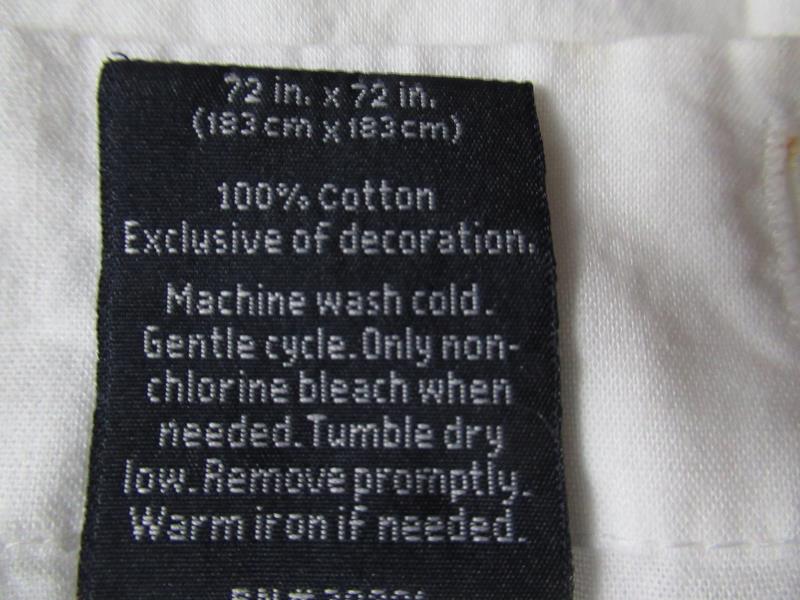 72 in. x 72 in.
(183cm x 183cm)
100% Cotton
Exclusive of decoration.
Machine wash cold.
Gentle cycle. Only non-
chlorine bleach when
needed. Tumble dry
low. Remove promptly.
Warm iron if needed.